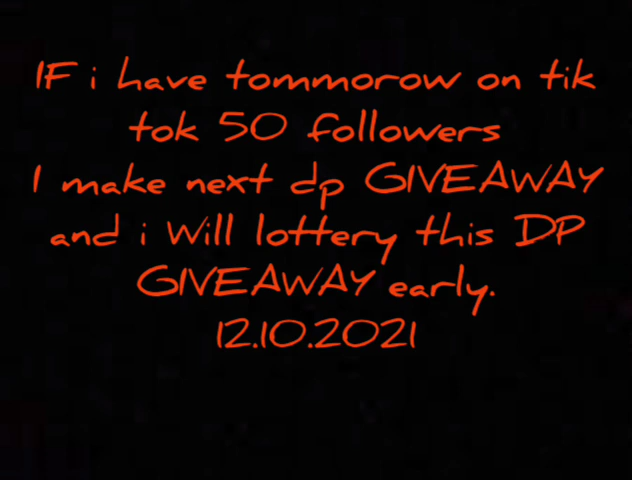 IF i have tommorow on tik
tok 50 followers
I make next dp GIVEAWAY
and i Will lottery this DP
GIVEAWAY early.
12.10.2021